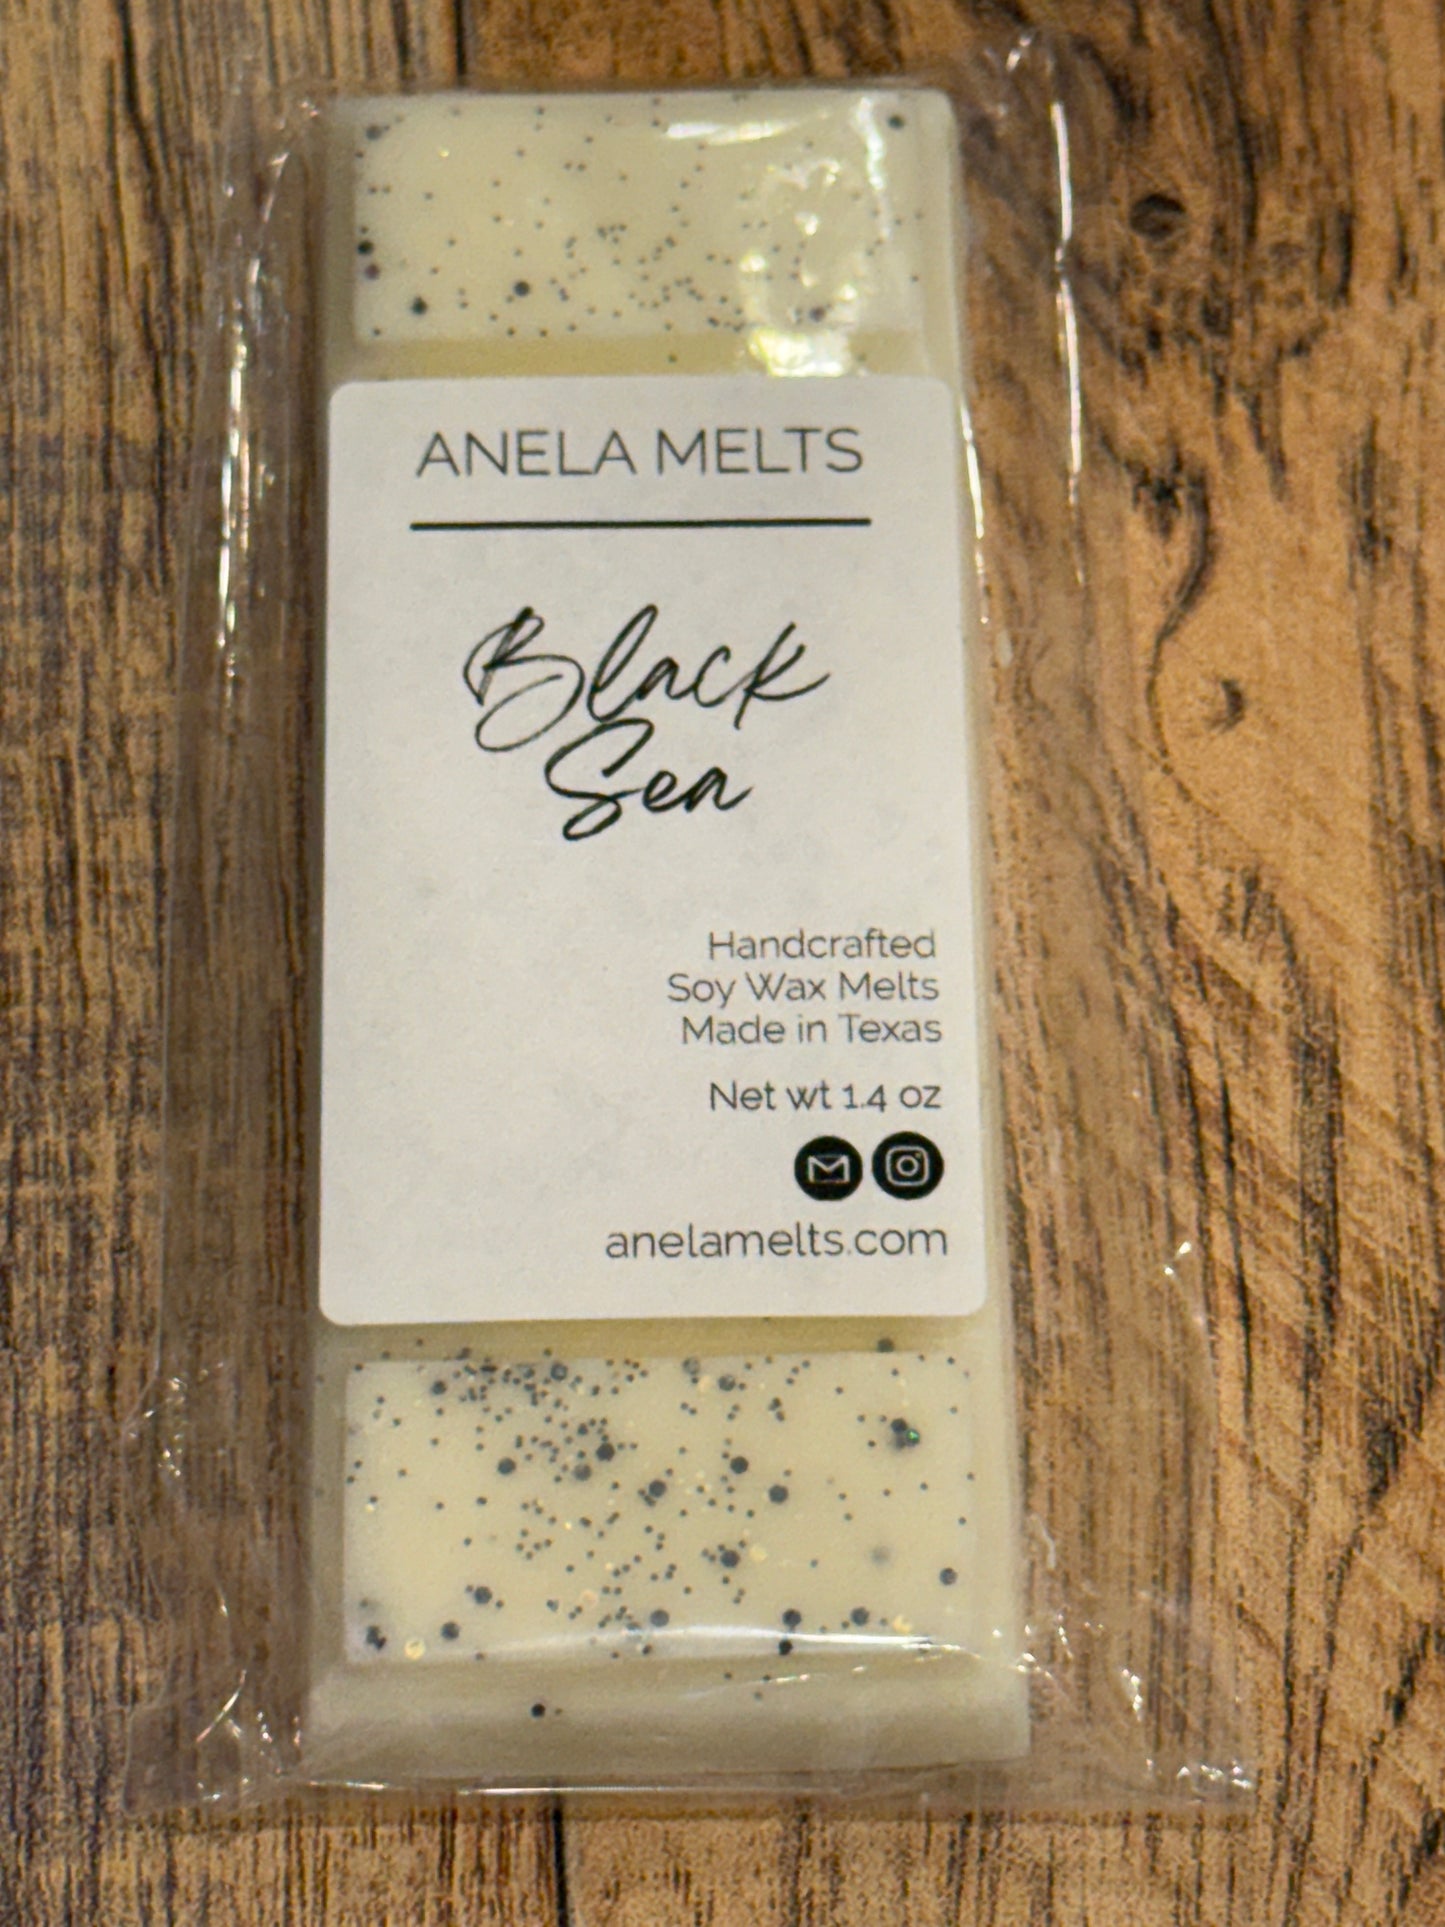 ANELA MELTS
Black
Sea
Handcrafted
Soy Wax Melts
Made in Texas
Net wt 1.4 oz
anelamelts.com